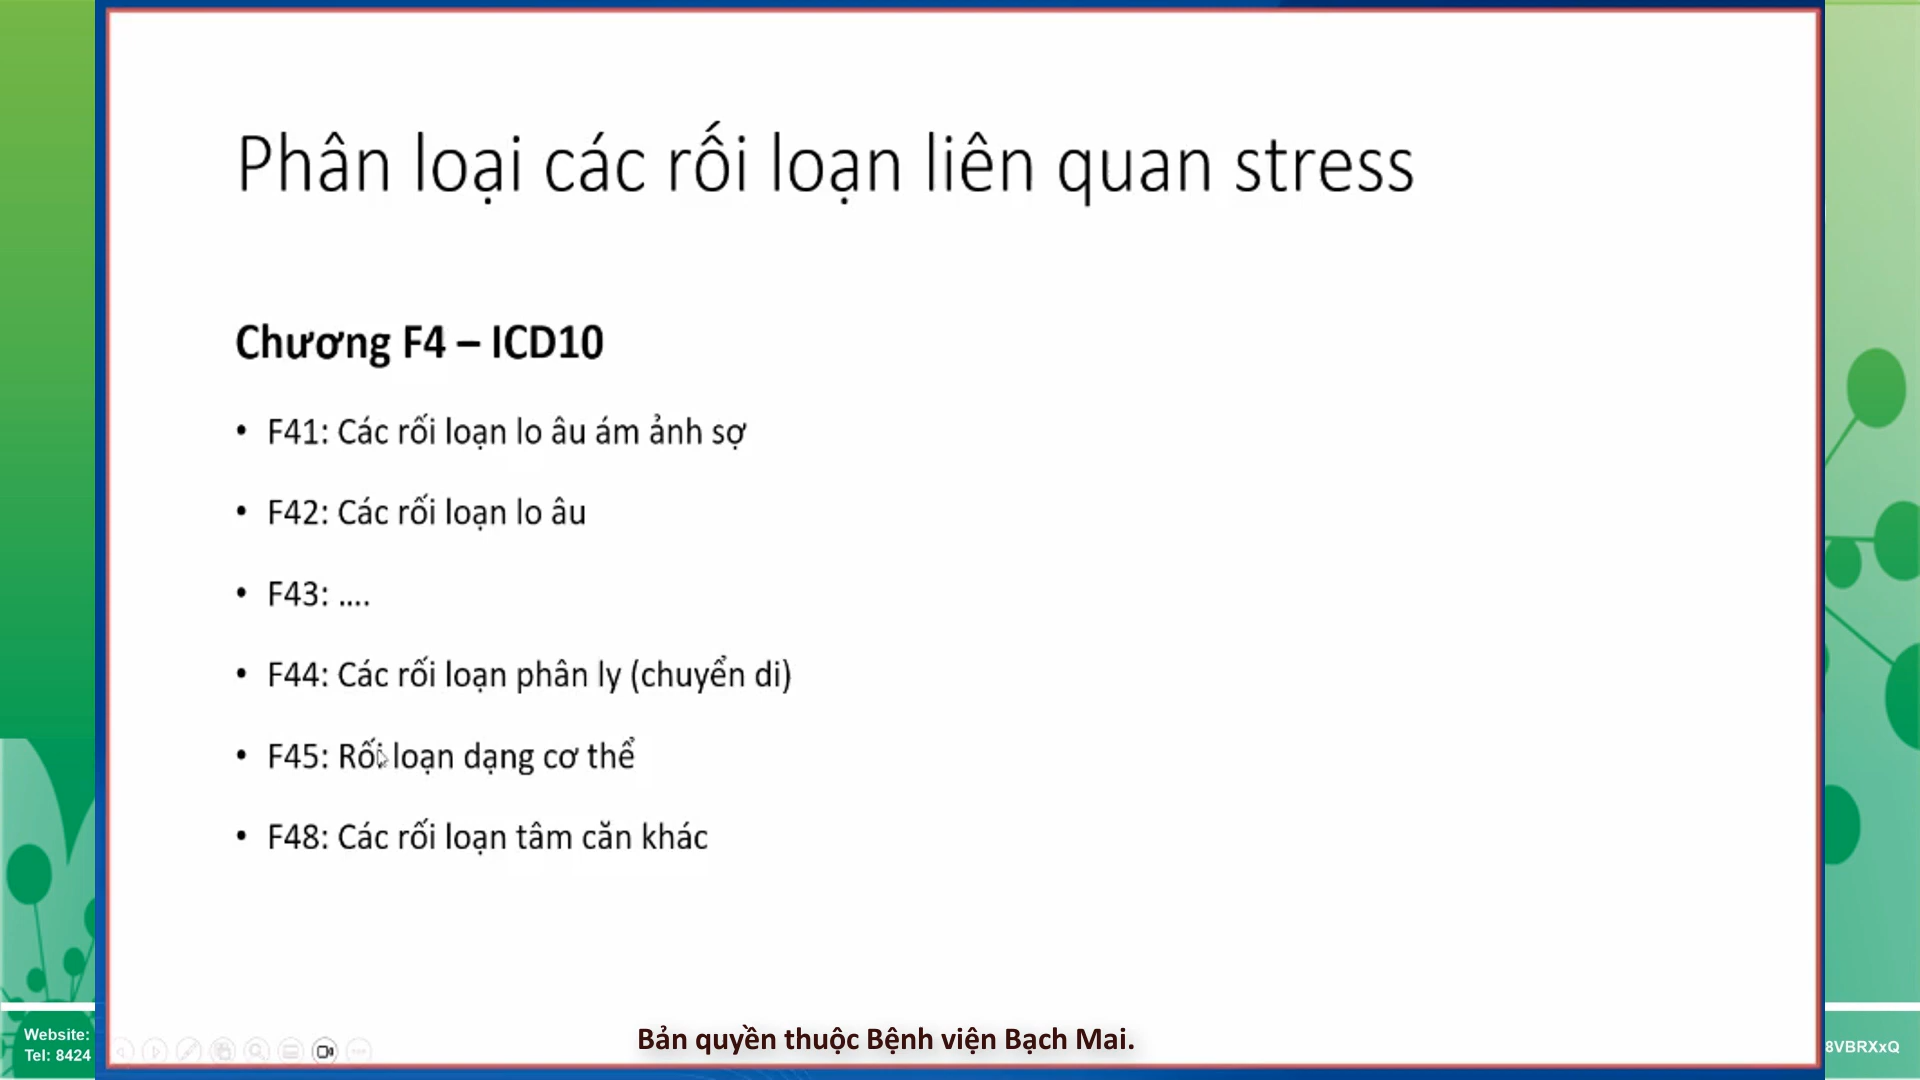 Phân loại các rối loạn liên quan stress
Chương F4 – ICD10
• F41: Các rối loạn lo âu ám ảnh sợ
• F42: Các rối loạn lo âu
• F43: ....
• F44: Các rối loạn phân ly (chuyển di)
• F45: Rối loạn dạng cơ thể
• F48: Các rối loạn tâm căn khác
Bản quyền thuộc Bệnh viện Bạch Mai.
Website:
Tel: 8424
8VBRXxQ